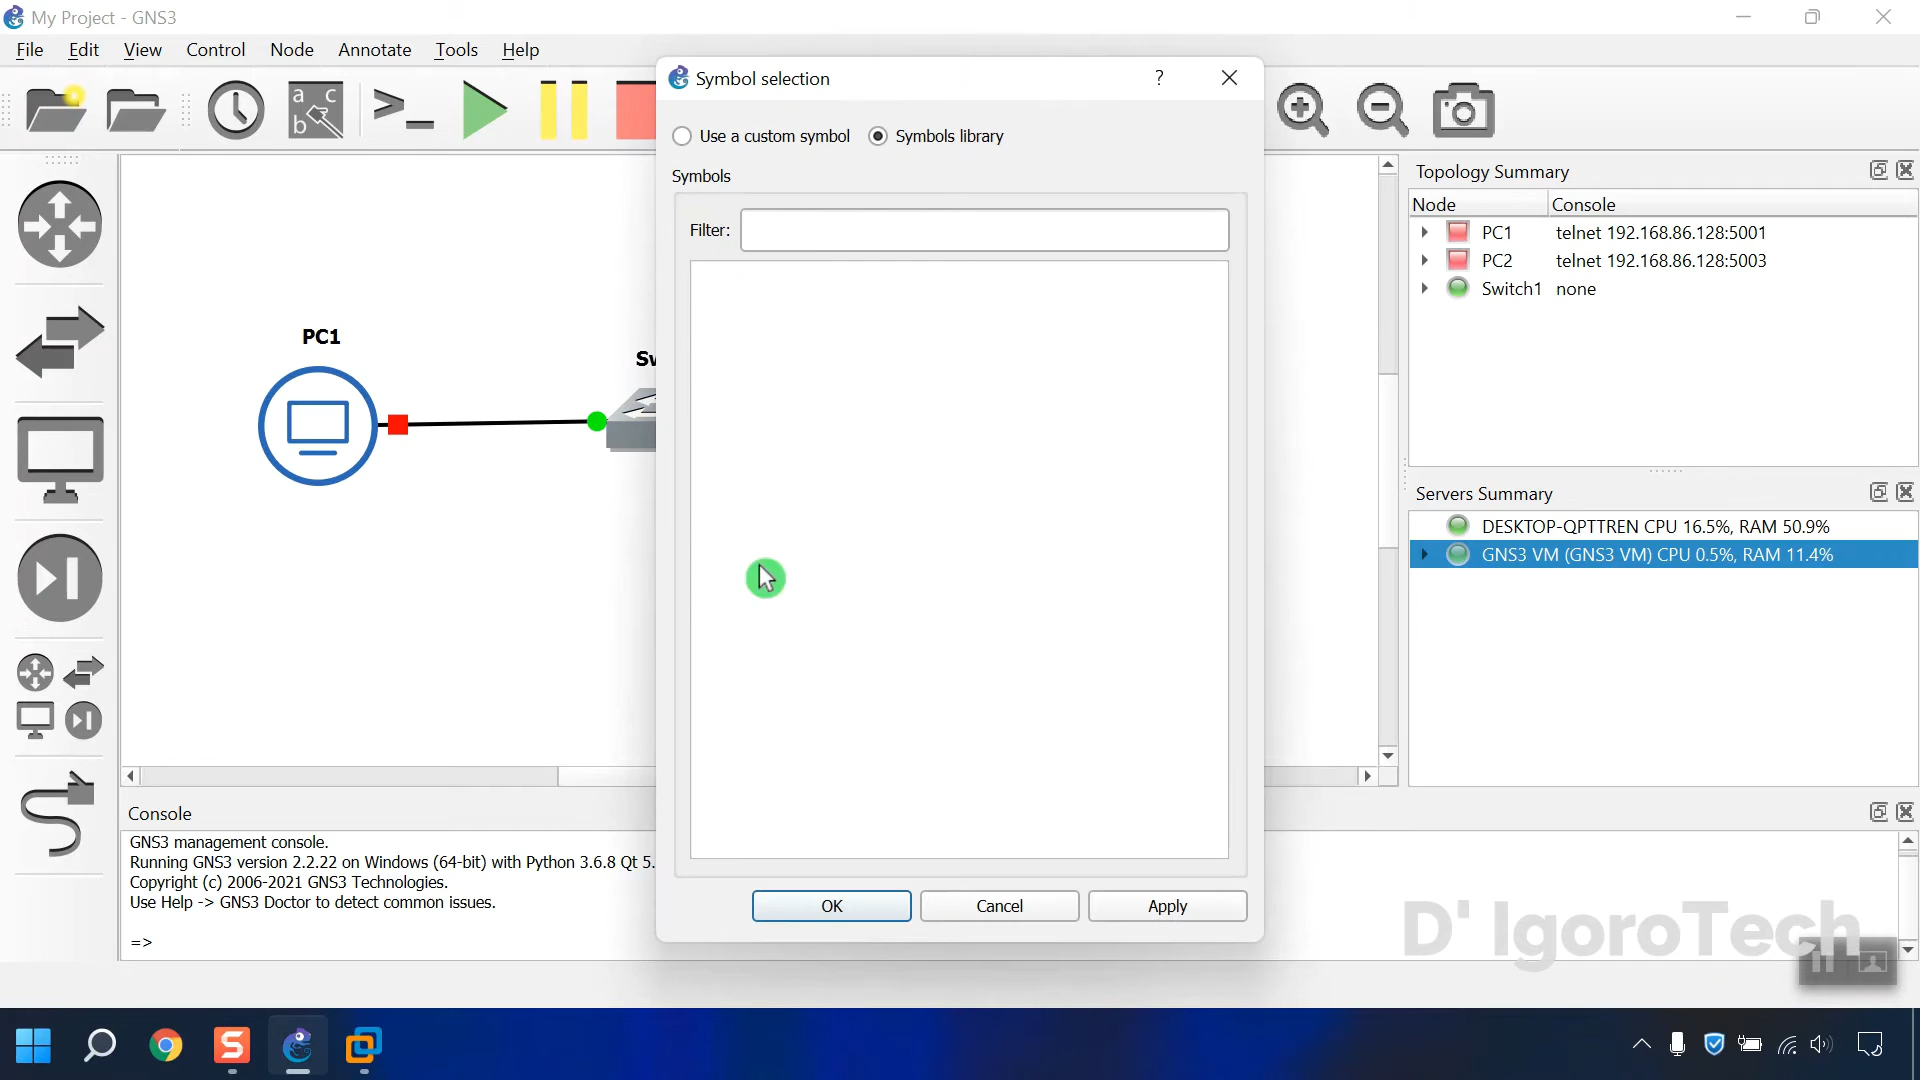 My Project - GNS3
File Edit View Control Node Annotate Tools Help
a c
b
Symbol selection
?
Use a custom symbol Symbols library
Symbols
Filter:
PC1
Sw
Topology Summary
Node Console
PC1 telnet 192.168.86.128:5001
PC2 telnet 192.168.86.128:5003
Switch1 none
Servers Summary
DESKTOP-QPTTREN CPU 16.5%, RAM 50.9%
GNS3 VM (GNS3 VM) CPU 0.5%, RAM 11.4%
Console
GNS3 management console.
Running GNS3 version 2.2.22 on Windows (64-bit) with Python 3.6.8 Qt 5.
Copyright (c) 2006-2021 GNS3 Technologies.
Use Help -> GNS3 Doctor to detect common issues.
=>
OK Cancel Apply
D' IgoroTech